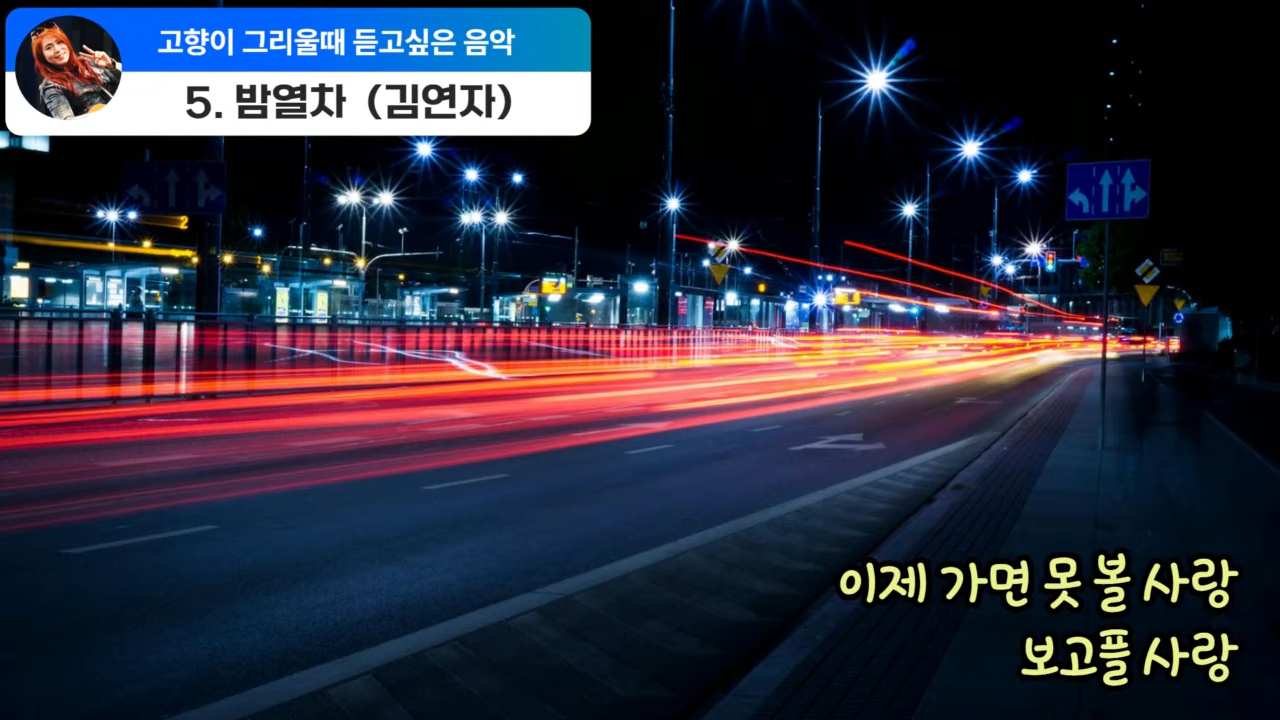 고향이 그리울때 듣고싶은 음악
5. 밤열차 (김연자)
2
이제 가면 못 볼 사랑
보고플 사랑